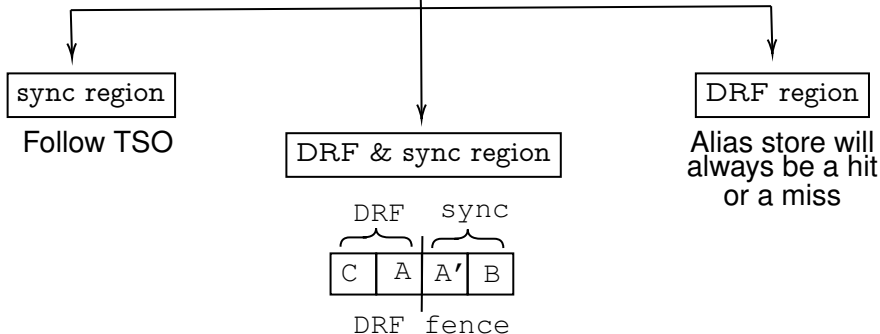 sync region
Follow TSO
DRF & sync region
DRF region
Alias store will
always be a hit
or a miss
DRF sync
C A A' B
DRF fence